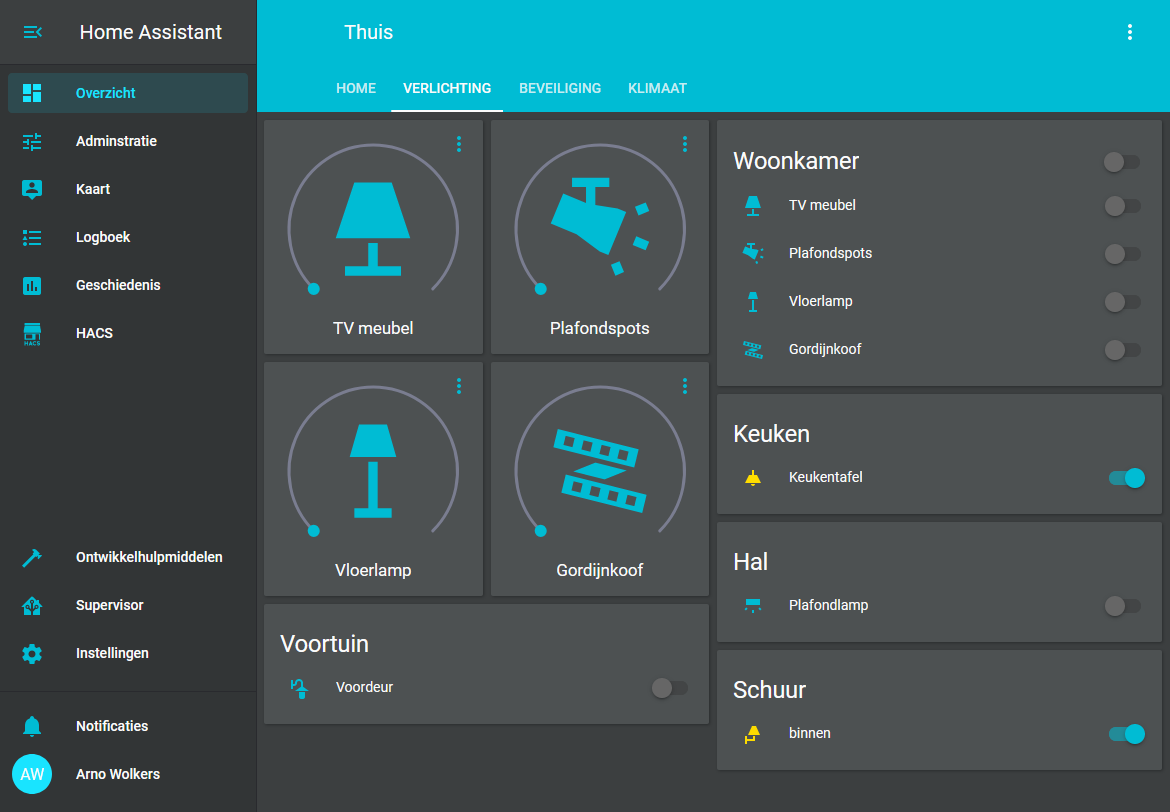 Home Assistant
Overzicht
Adminstratie
Kaart
Logboek
Geschiedenis
HACS
HACS
Ontwikkelhulpmiddelen
Supervisor
Instellingen
Notificaties
AW
Arno Wolkers
Thuis
HOME VERLICHTING BEVEILIGING KLIMAAT
TV meubel
Plafondspots
Vloerlamp
Gordijnkoof
Voortuin
Voordeur
Woonkamer
TV meubel
Plafondspots
Vloerlamp
Gordijnkoof
Keuken
Keukentafel
Hal
Plafondlamp
Schuur
binnen